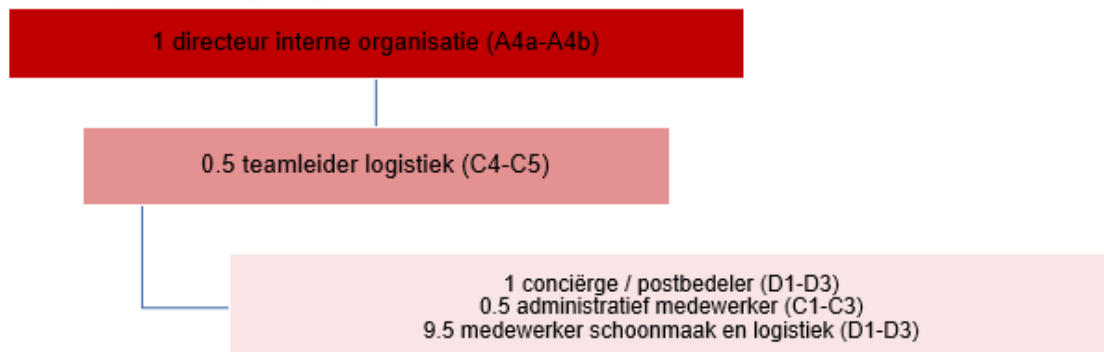 1 directeur interne organisatie (A4a-A4b)
0.5 teamleider logistiek (C4-C5)
1 conciërge / postbedeler (D1-D3)
0.5 administratief medewerker (C1-C3)
9.5 medewerker schoonmaak en logistiek (D1-D3)